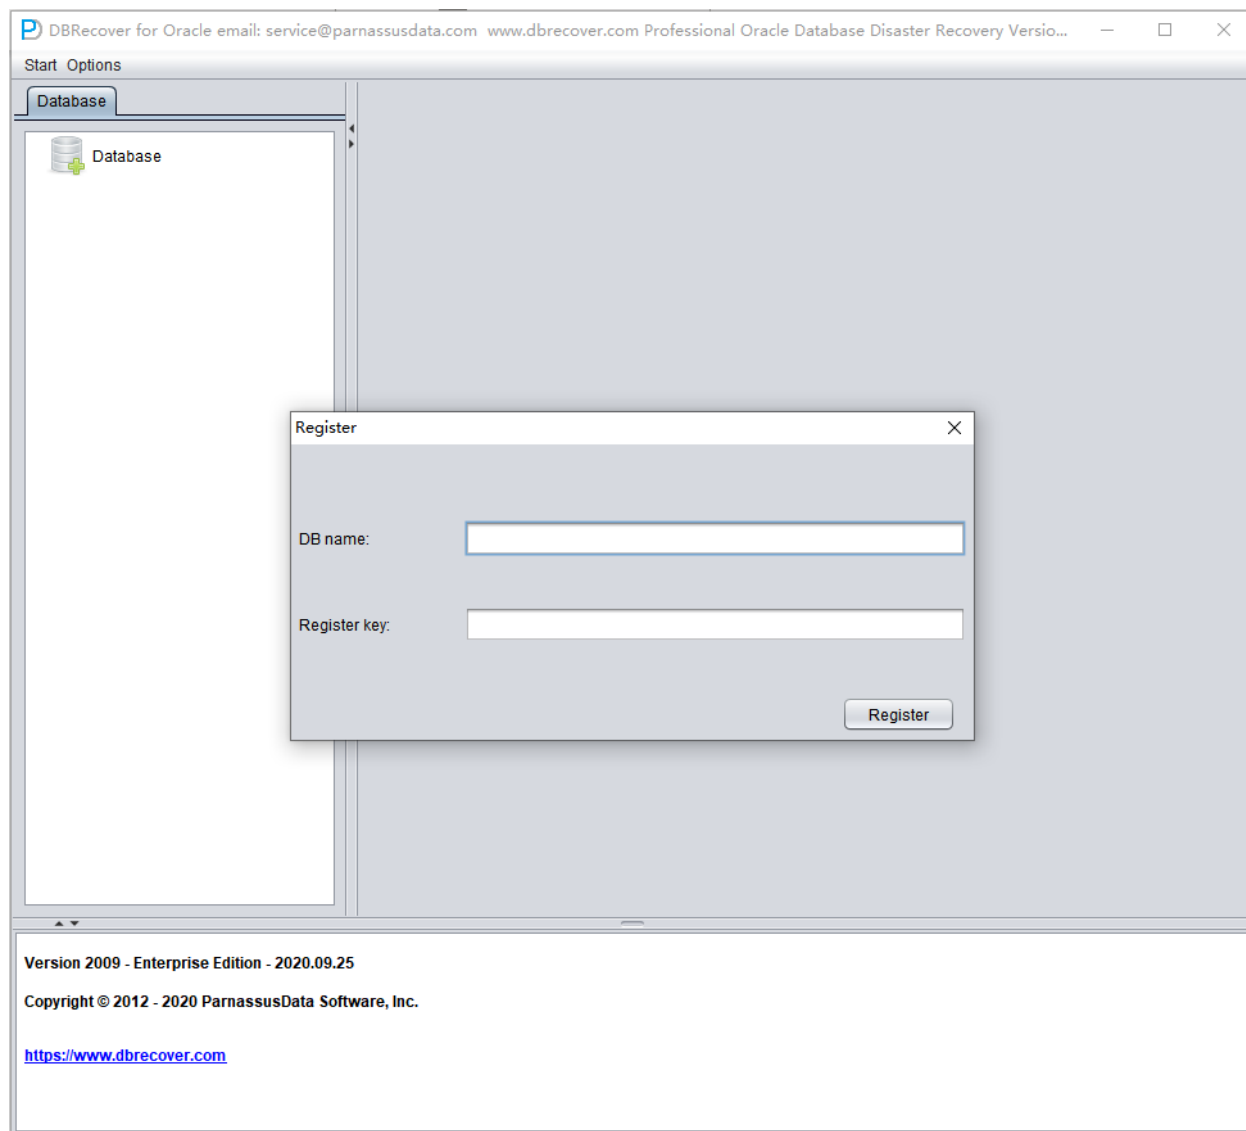 DBRecover for Oracle email: service@parnassusdata.com www.dbrecover.com Professional Oracle Database Disaster Recovery Versio...
Start Options
Database
Database
Register
DB name:
Register key:
Register
Version 2009 - Enterprise Edition - 2020.09.25
Copyright © 2012 - 2020 ParnassusData Software, Inc.
https://www.dbrecover.com